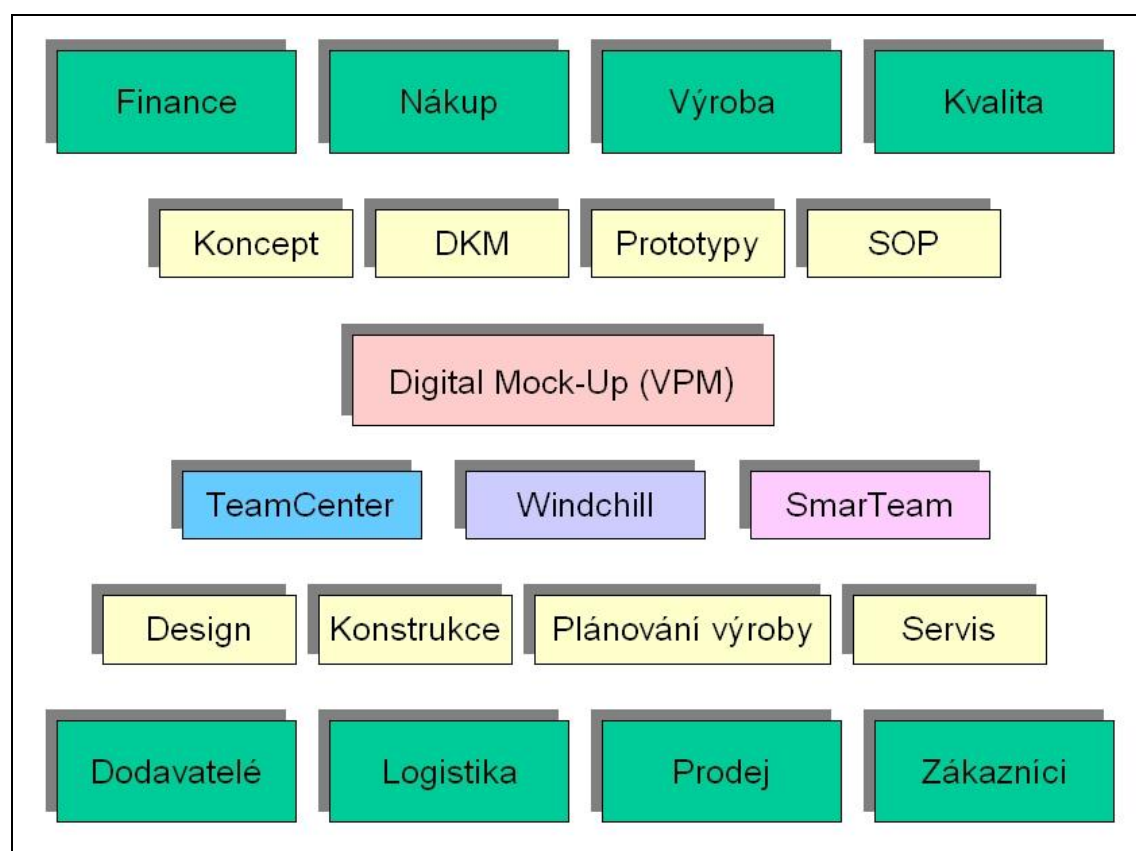 Finance
Nákup
Výroba
Kvalita
Koncept
DKM
Prototypy
SOP
Digital Mock-Up (VPM)
TeamCenter
Windchill
SmarTeam
Design
Konstrukce
Plánování výroby
Servis
Dodavatelé
Logistika
Prodej
Zákazníci